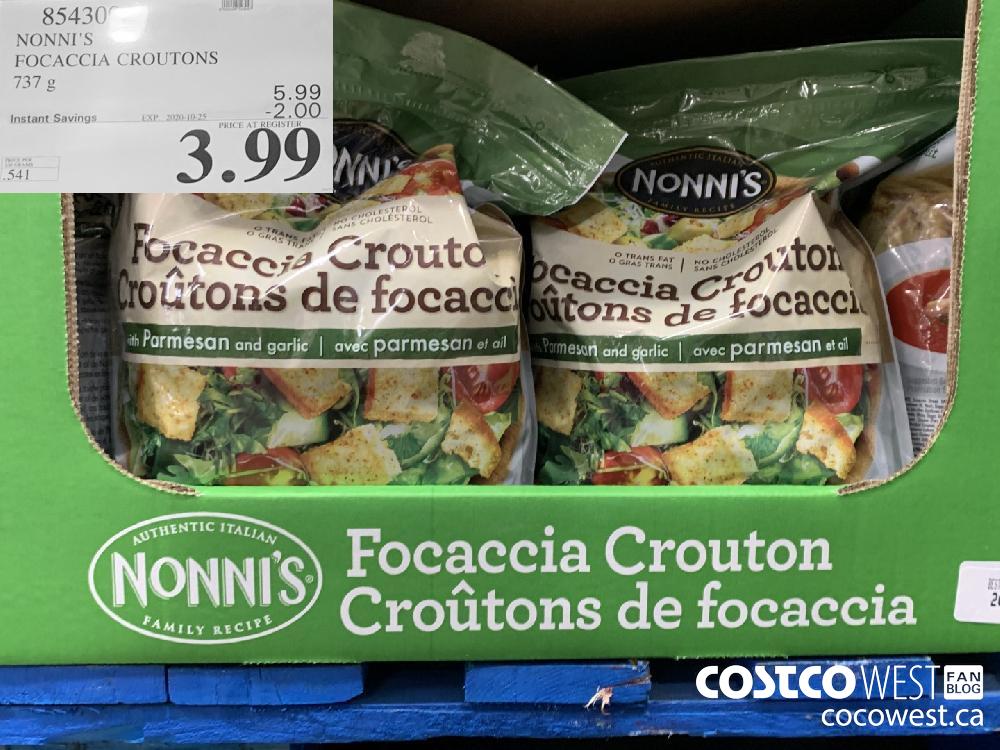 NONNI'S
FOCACCIA CROUTONS
737 g
5.99
Instant Savings EXP. 2020-10-25 -2.00
PRICE AT REGISTER
3.99
.541
NONNI'S
O TRANS FAT NO CHOLESTEROL
O GRAS TRANS SANS CHOLESTEROL
Focaccia Crouto
Croûtons de focacci
with Parmesan and garlic | avec parmesan et ail
AUTHENTIC ITALIAN
NONNI'S
FAMILY RECIPE
O TRANS FAT | NO CHOLESTEROL
O GRAS TRANS | SANS CHOLESTEROL
ocaccia Crouton
oûtons de focacci
Parmesan and garlic | avec parmesan et ail
AUTHENTIC ITALIAN
NONNI'S®
FAMILY RECIPE
Focaccia Crouton
Croûtons de focaccia
COSTCO WEST FAN BLOG
cocowest.ca